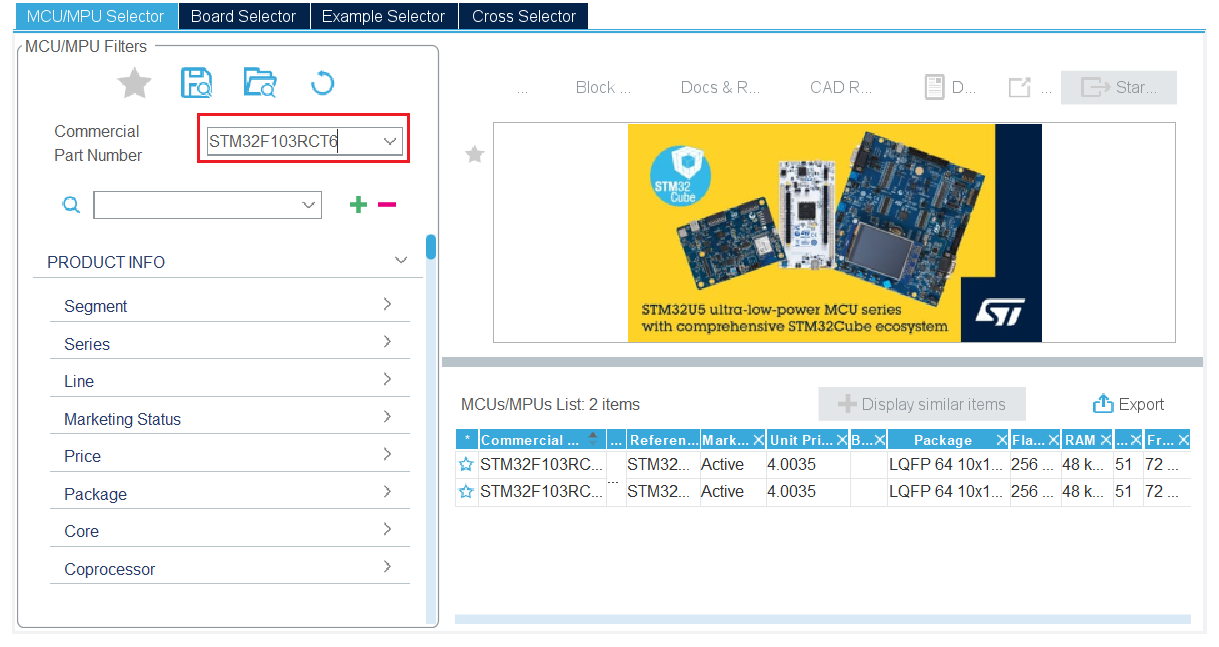 MCU/MPU Selector Board Selector Example Selector Cross Selector
MCU/MPU Filters
... Block ... Docs & R... CAD R... D... ... Star...
Commercial
Part Number
STM32F103RCT6
STM32
Cube
STM32U5 ultra-low-power MCU series
with comprehensive STM32Cube ecosystem
ST
PRODUCT INFO
Segment
Series
Line
Marketing Status
Price
Package
Core
Coprocessor
MCUs/MPUs List: 2 items
Display similar items
Export
* Commercial ... ... Referen... Mark... Unit Pri... B... Package Fla... RAM ... Fr...
STM32F103RC... STM32... Active 4.0035 LQFP 64 10x1... 256 ... 48 k... 51 72 ...
...
STM32F103RC... STM32... Active 4.0035 LQFP 64 10x1... 256 ... 48 k... 51 72 ...